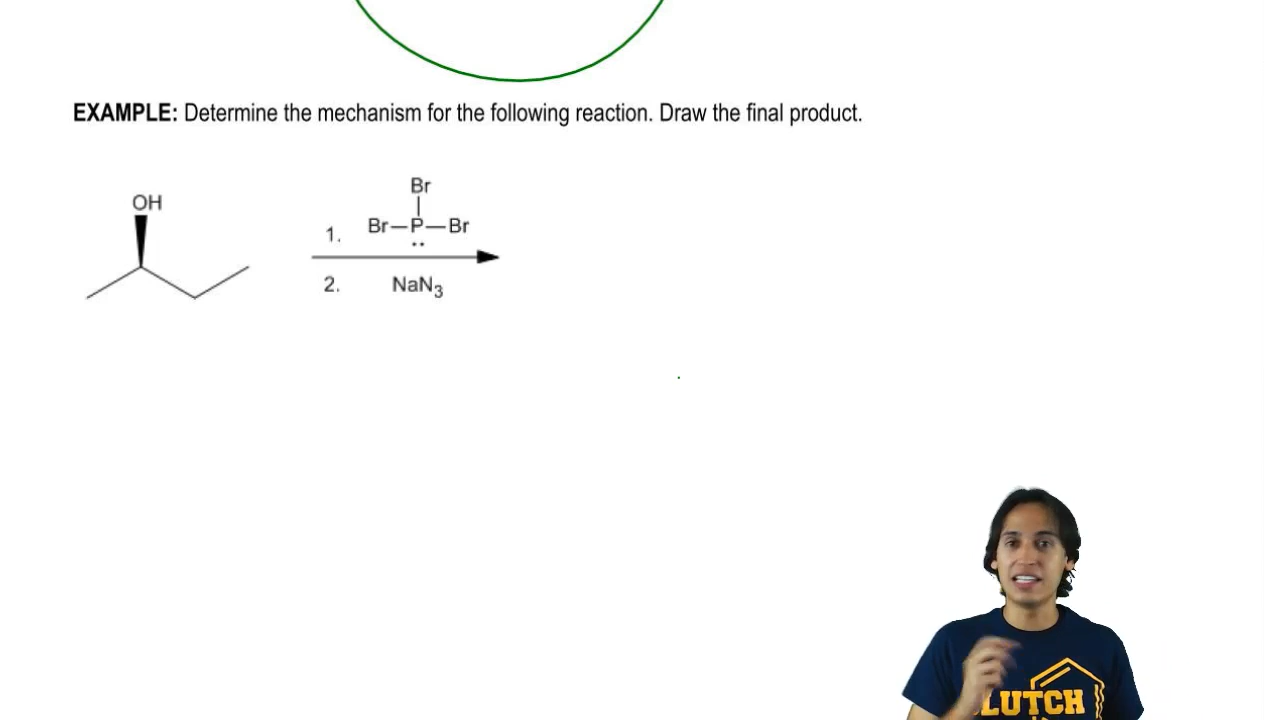 EXAMPLE: Determine the mechanism for the following reaction. Draw the final product.
OH
Br
1. Br–P–Br
2. NaN₃
LUTCH